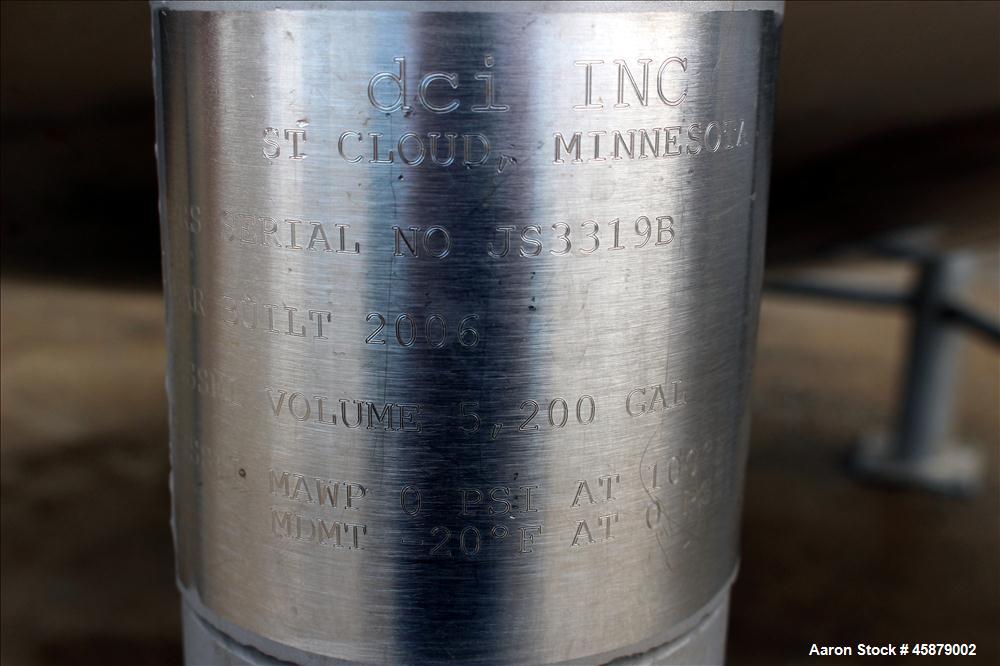 dci INC
ST CLOUD, MINNESOTA
S SERIAL NO JS3319B
R BUILT 2006
VOLUME 5,200 GAL
MAWP 0 PSI AT
MDMT -20°F AT 0
Aaron Stock # 45879002